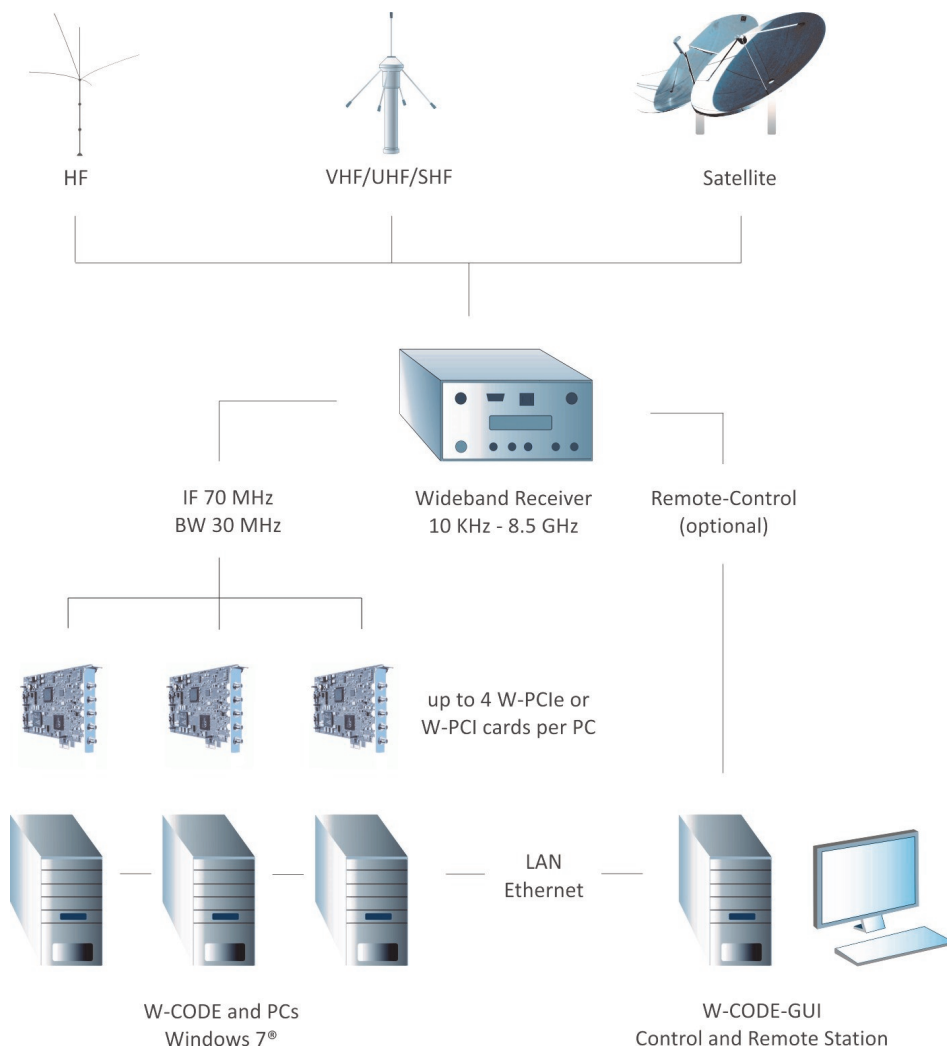 HF
VHF/UHF/SHF
Satellite
IF 70 MHz
BW 30 MHz
Wideband Receiver
10 KHz - 8.5 GHz
Remote-Control
(optional)
up to 4 W-PCIe or
W-PCI cards per PC
LAN
Ethernet
W-CODE and PCs
Windows 7®
W-CODE-GUI
Control and Remote Station